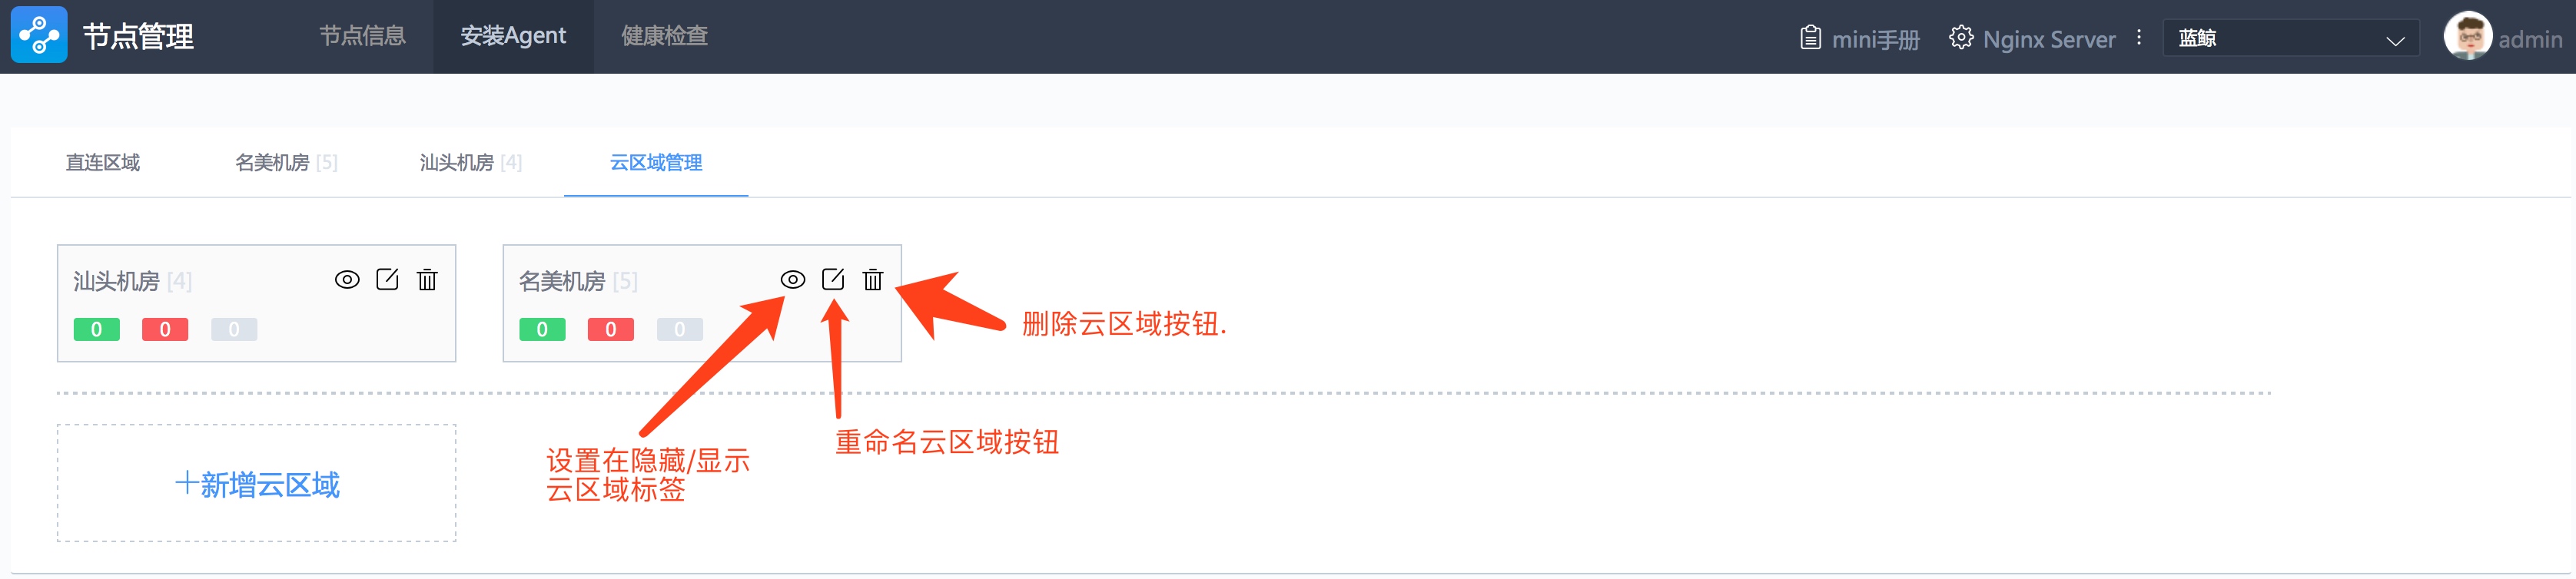 节点管理
节点信息
安装Agent
健康检查
mini手册
Nginx Server
蓝鲸
admin
直连区域
名美机房 [5]
汕头机房 [4]
云区域管理
汕头机房 [4]
0 0 0
名美机房 [5]
0 0 0
删除云区域按钮.
重命名云区域按钮
设置在隐藏/显示
云区域标签
+新增云区域